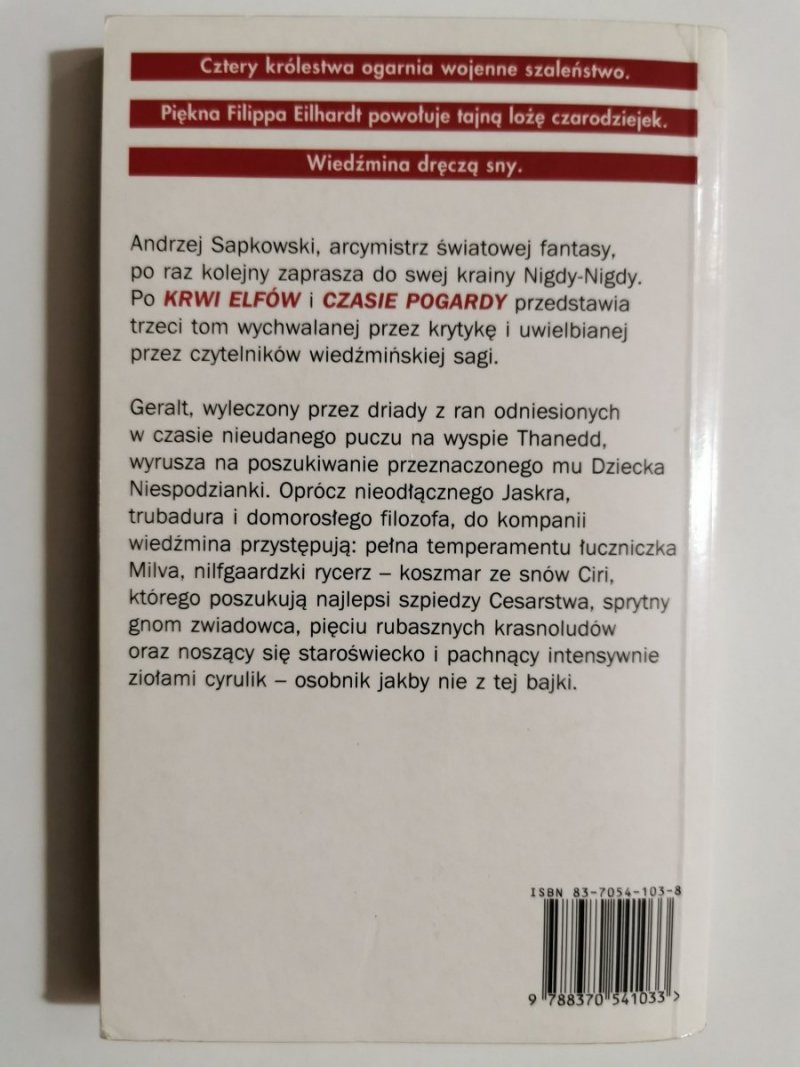 Cztery królestwa ogarnia wojenne szaleństwo.
Piękna Filippa Eilhardt powołuje tajną lożę czarodziejek.
Wiedźmina dręczą sny.
Andrzej Sapkowski, arcymistrz światowej fantasy,
po raz kolejny zaprasza do swej krainy Nigdy-Nigdy.
Po KRWI ELFÓW i CZASIE POGARDY przedstawia
trzeci tom wychwalanej przez krytykę i uwielbianej
przez czytelników wiedźmińskiej sagi.
Geralt, wyleczony przez driady z ran odniesionych
w czasie nieudanego puczu na wyspie Thanedd,
wyrusza na poszukiwanie przeznaczonego mu Dziecka
Niespodzianki. Oprócz nieodłącznego Jaskra,
trubadura i domorosłego filozofa, do kompanii
wiedźmina przystępują: pełna temperamentu łuczniczka
Milva, nilfgaardzki rycerz – koszmar ze snów Ciri,
którego poszukują najlepsi szpiedzy Cesarstwa, sprytny
gnom zwiadowca, pięciu rubasznych krasnoludów
oraz noszący się staroświecko i pachnący intensywnie
ziołami cyrulik – osobnik jakby nie z tej bajki.
ISBN 83-7054-103-8
9 788370 541033 >